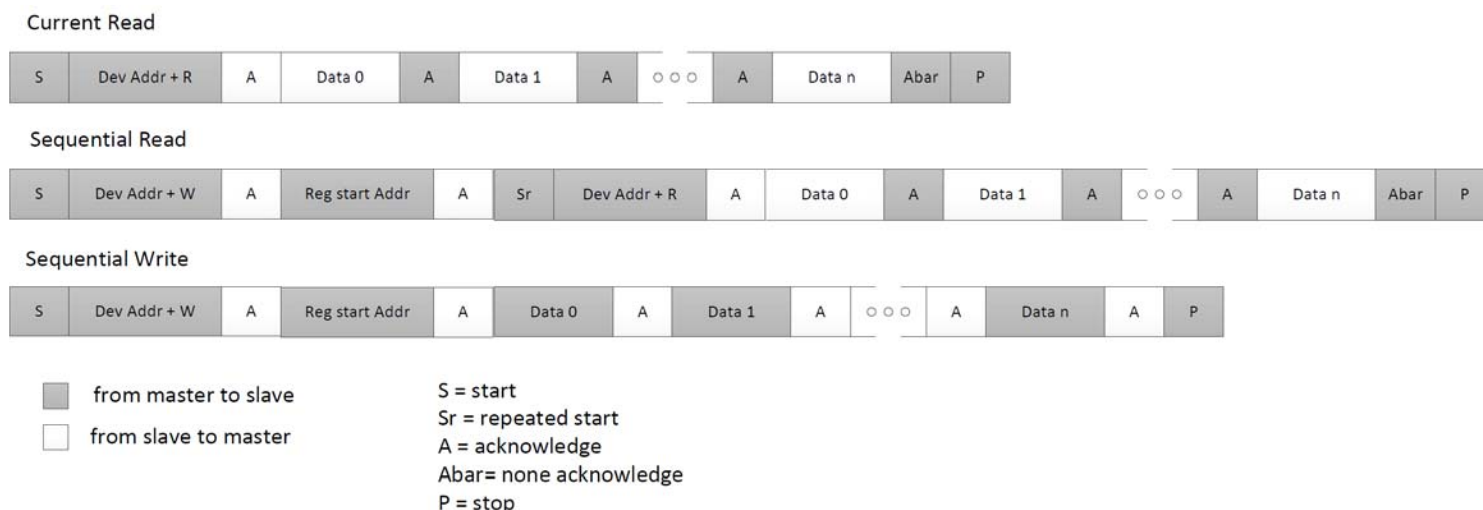 Current Read
S Dev Addr + R A Data 0 A Data 1 A A Data n Abar P
Sequential Read
S Dev Addr + W A Reg start Addr A Sr Dev Addr + R A Data 0 A Data 1 A A Data n Abar P
Sequential Write
S Dev Addr + W A Reg start Addr A Data 0 A Data 1 A A Data n A P
from master to slave
from slave to master
S = start
Sr = repeated start
A = acknowledge
Abar= none acknowledge
P = stop